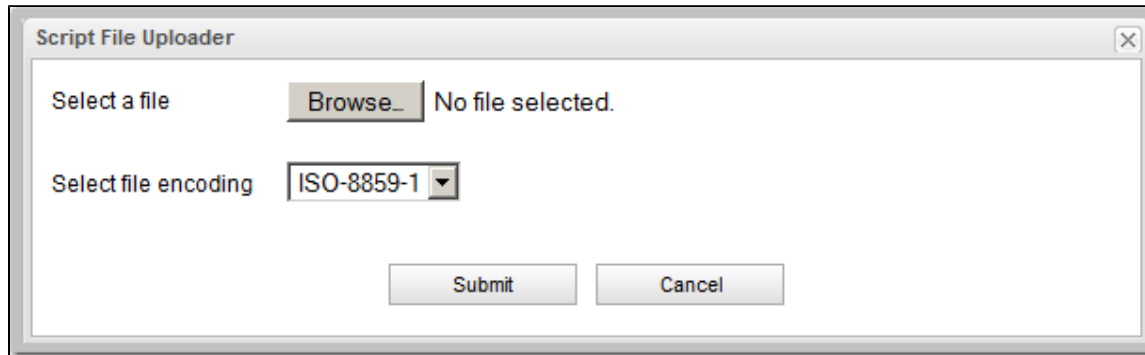 Script File Uploader
Select a file Browse... No file selected.
Select file encoding ISO-8859-1
Submit Cancel